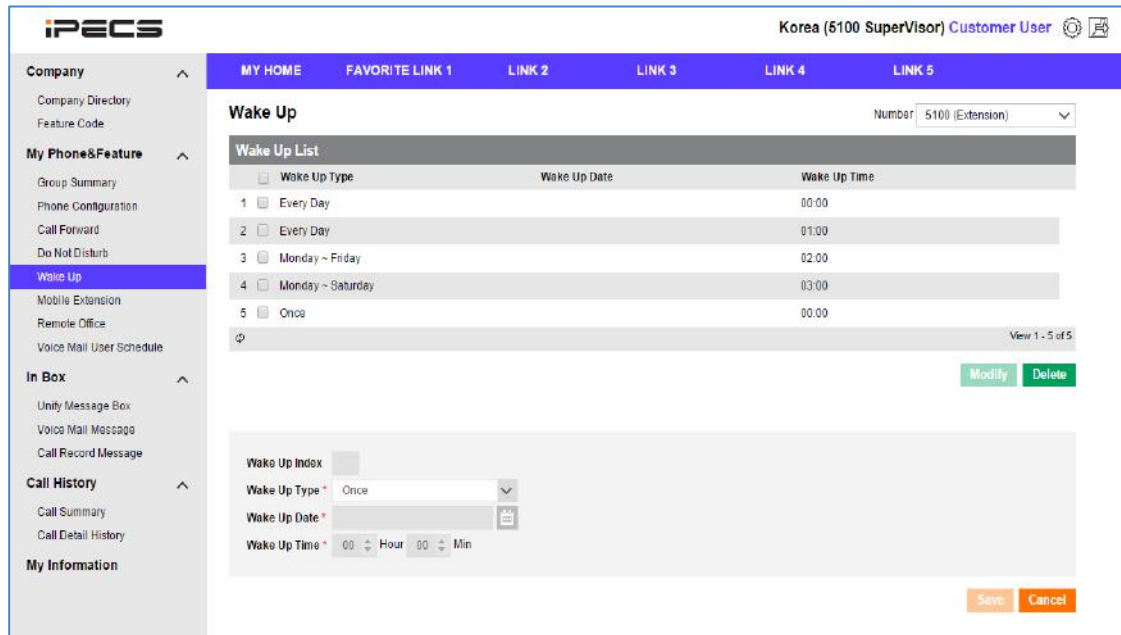 iPECS
Korea (5100 SuperVisor) Customer User
Company
Company Directory
Feature Code
My Phone&Feature
Group Summary
Phone Configuration
Call Forward
Do Not Disturb
Wake Up
Mobile Extension
Remote Office
Voice Mail User Schedule
In Box
Unify Message Box
Voice Mail Message
Call Record Message
Call History
Call Summary
Call Detail History
My Information
MY HOME FAVORITE LINK 1 LINK 2 LINK 3 LINK 4 LINK 5
Wake Up
Number 5100 (Extension)
Wake Up List
Wake Up Type Wake Up Date Wake Up Time
1 Every Day 00:00
2 Every Day 01:00
3 Monday ~ Friday 02:00
4 Monday ~ Saturday 03:00
5 Once 00:00
View 1 - 5 of 5
Modify Delete
Wake Up Index
Wake Up Type * Once
Wake Up Date *
Wake Up Time * 00 Hour 00 Min
Save Cancel